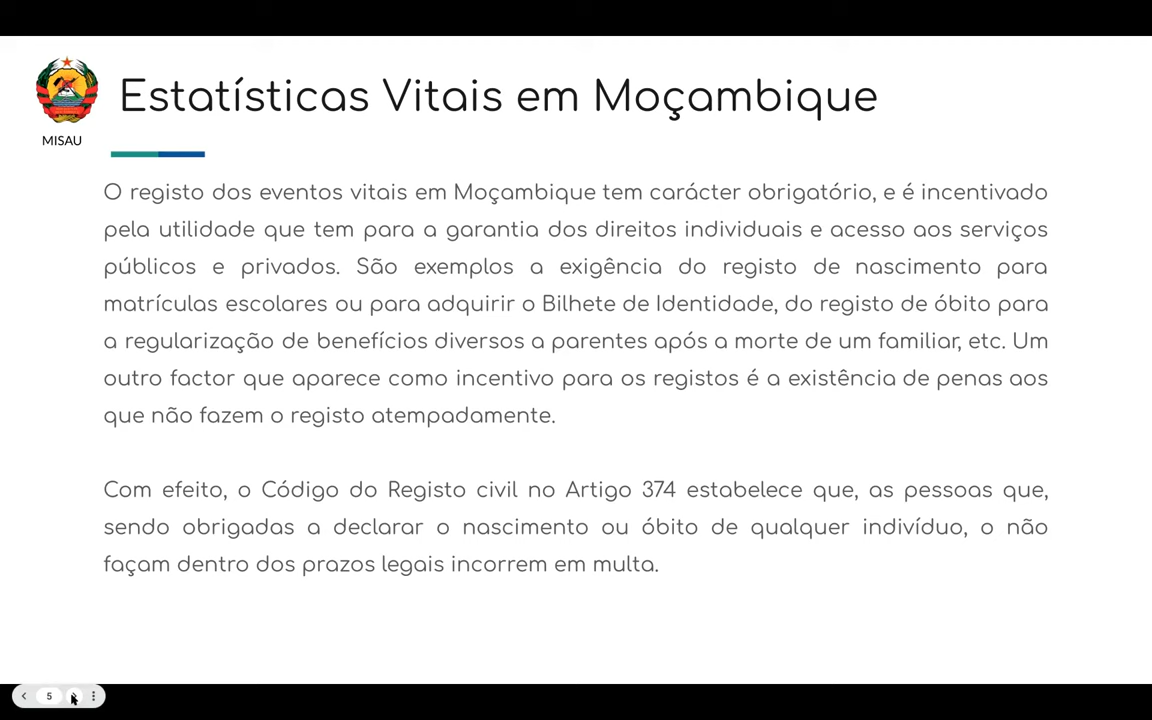 Estatísticas Vitais em Moçambique
MISAU
O registo dos eventos vitais em Moçambique tem carácter obrigatório, e é incentivado
pela utilidade que tem para a garantia dos direitos individuais e acesso aos serviços
públicos e privados. São exemplos a exigência do registo de nascimento para
matrículas escolares ou para adquirir o Bilhete de Identidade, do registo de óbito para
a regularização de benefícios diversos a parentes após a morte de um familiar, etc. Um
outro factor que aparece como incentivo para os registos é a existência de penas aos
que não fazem o registo atempadamente.
Com efeito, o Código do Registo civil no Artigo 374 estabelece que, as pessoas que,
sendo obrigadas a declarar o nascimento ou óbito de qualquer indivíduo, o não
façam dentro dos prazos legais incorrem em multa.
5